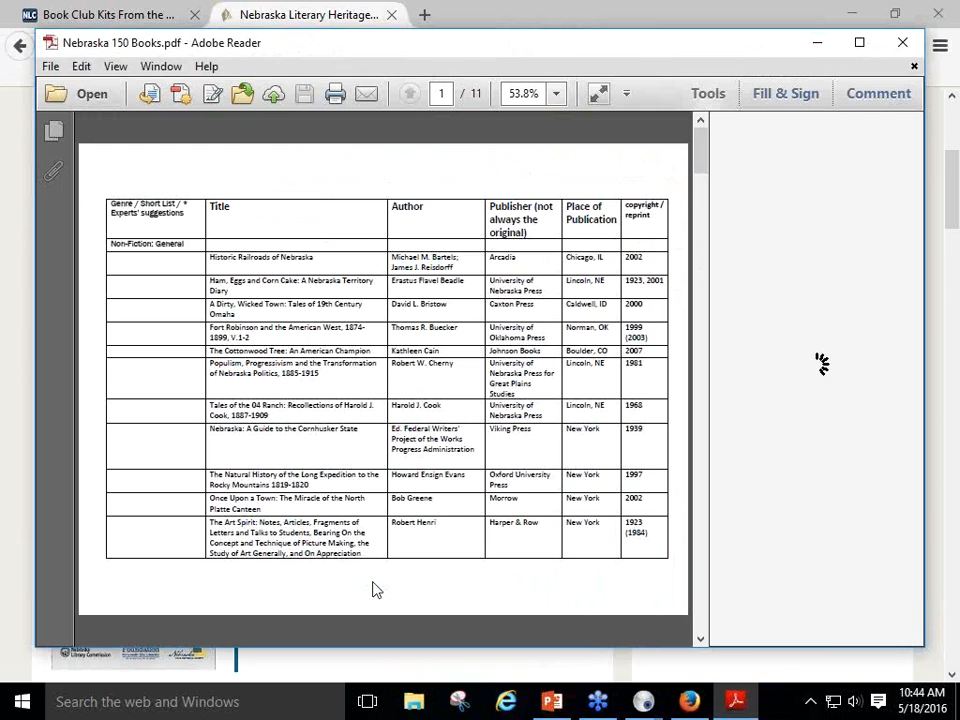 Book Club Kits From the ...
Nebraska Literary Heritage...
Nebraska 150 Books.pdf - Adobe Reader
File Edit View Window Help
Open 1 / 11 53.8% Tools Fill & Sign Comment
Genre / Short List / * Experts' suggestions
Title
Author
Publisher (not always the original)
Place of Publication
copyright / reprint
Non-Fiction: General
Historic Railroads of Nebraska
Michael M. Bartels; James J. Reisdorff
Arcadia
Chicago, IL
2002
Ham, Eggs and Corn Cake: A Nebraska Territory Diary
Erastus Flavel Beadle
University of Nebraska Press
Lincoln, NE
1923, 2001
A Dirty, Wicked Town: Tales of 19th Century Omaha
David L. Bristow
Caxton Press
Caldwell, ID
2000
Fort Robinson and the American West, 1874-1899, V.1-2
Thomas R. Buecker
University of Oklahoma Press
Norman, OK
1999 (2003)
The Cottonwood Tree: An American Champion
Kathleen Cain
Johnson Books
Boulder, CO
2007
Populism, Progressivism and the Transformation of Nebraska Politics, 1885-1915
Robert W. Cherny
University of Nebraska Press for Great Plains Studies
Lincoln, NE
1981
Tales of the 04 Ranch: Recollections of Harold J. Cook, 1887-1909
Harold J. Cook
University of Nebraska Press
Lincoln, NE
1968
Nebraska: A Guide to the Cornhusker State
Ed. Federal Writers' Project of the Works Progress Administration
Viking Press
New York
1939
The Natural History of the Long Expedition to the Rocky Mountains 1819-1820
Howard Ensign Evans
Oxford University Press
New York
1997
Once Upon a Town: The Miracle of the North Platte Canteen
Bob Greene
Morrow
New York
2002
The Art Spirit: Notes, Articles, Fragments of Letters and Talks to Students, Bearing On the Concept and Technique of Picture Making, the Study of Art Generally, and On Appreciation
Robert Henri
Harper & Row
New York
1923 (1984)
Nebraska Library Commission
Search the web and Windows
10:44 AM
5/18/2016